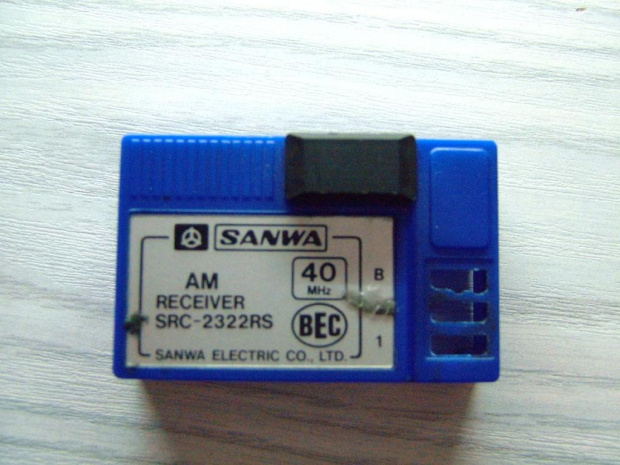 SANWA
40
MHz
B
AM
RECEIVER
SRC-2322RS
BEC
1
SANWA ELECTRIC CO., LTD.